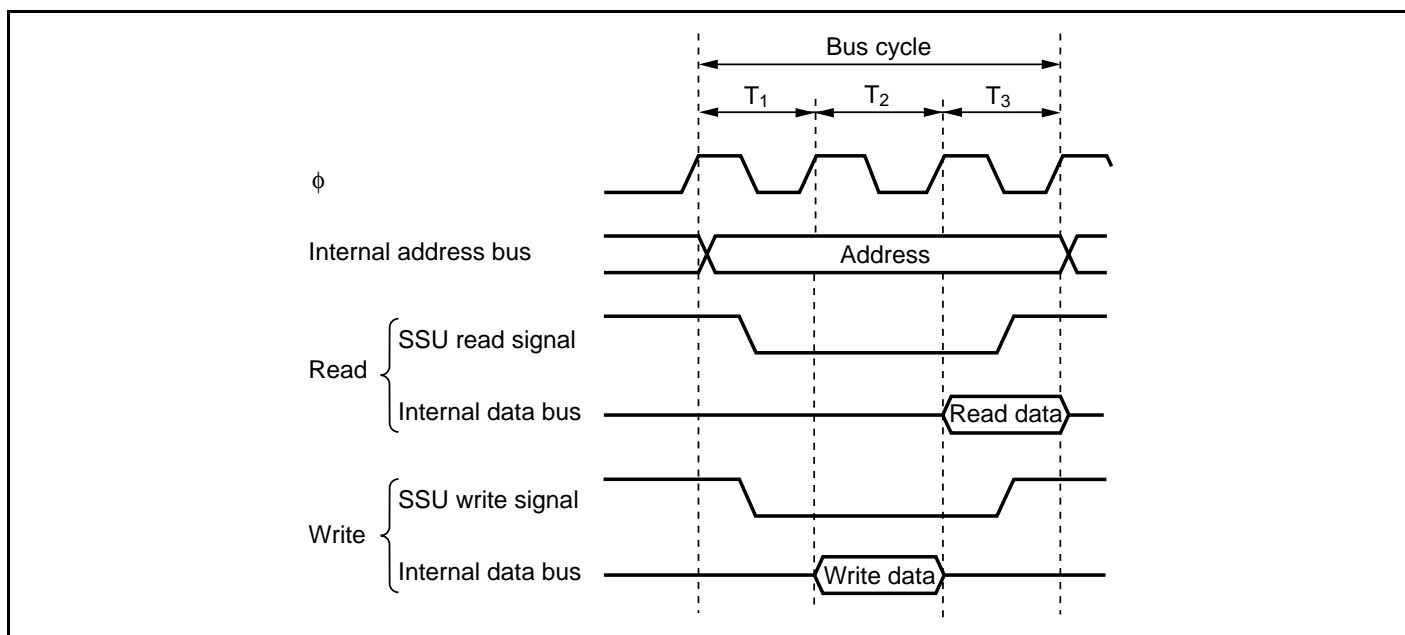 Bus cycle
T₁ T₂ T₃
ϕ
Internal address bus
Address
SSU read signal
Read
Internal data bus
Read data
SSU write signal
Write
Internal data bus
Write data